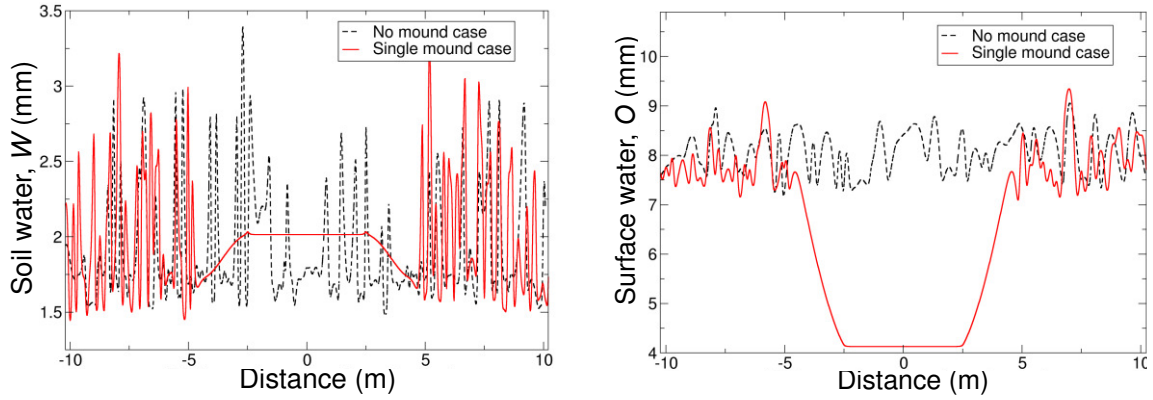 3.5
3
2.5
2
1.5
-10
-5
0
5
10
Soil water, W (mm)
Distance (m)
No mound case
Single mound case
10
9
8
7
6
5
4
-10
-5
0
5
10
Surface water, O (mm)
Distance (m)
No mound case
Single mound case